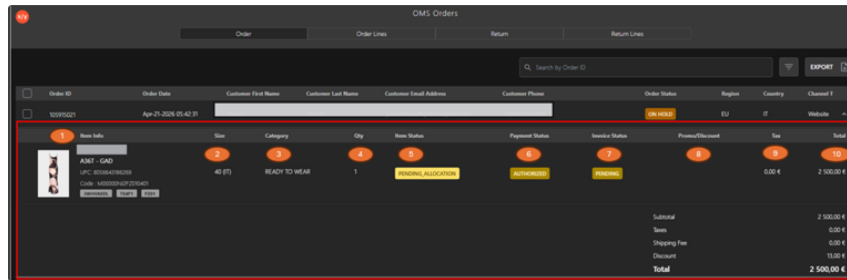 OMS Orders
Order Order Lines Return Return Lines
Search by Order ID EXPORT
Order ID Order Date Customer First Name Customer Last Name Customer Email Address Customer Phone Order Status Region Country Channel T
105915021 Apr-21-2026 05:42:31 ON HOLD EU IT Website
1 Item Info Size Category Qty Item Status Payment Status Invoice Status Promo/Discount Tax Total
2 3 4 5 6 7 8 9 10
A36T - GAD
40 (IT) READY TO WEAR 1 PENDING_ALLOCATION AUTHORIZED PENDING 0.00 € 2 500,00 €
Subtotal 2 500,00 €
Taxes 0.00 €
Shipping Fee 0.00 €
Discount 13.00 €
Total 2 500,00 €